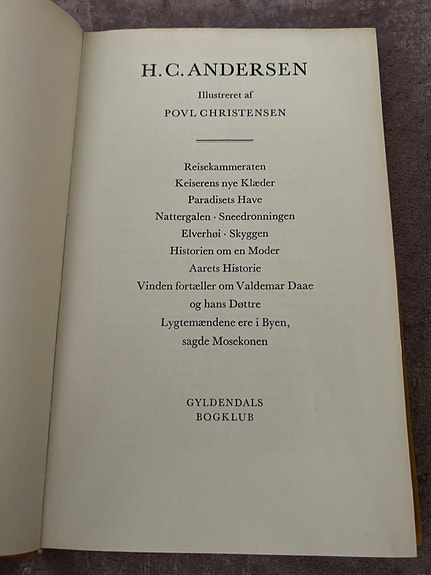 H. C. ANDERSEN
Illustreret af
POVL CHRISTENSEN
Reisekammeraten
Keiserens nye Klæder
Paradisets Have
Nattergalen · Sneedronningen
Elverhøi · Skyggen
Historien om en Moder
Aarets Historie
Vinden fortæller om Valdemar Daae
og hans Døttre
Lygtemændene ere i Byen,
sagde Mosekonen
GYLDENDALS
BOGKLUB